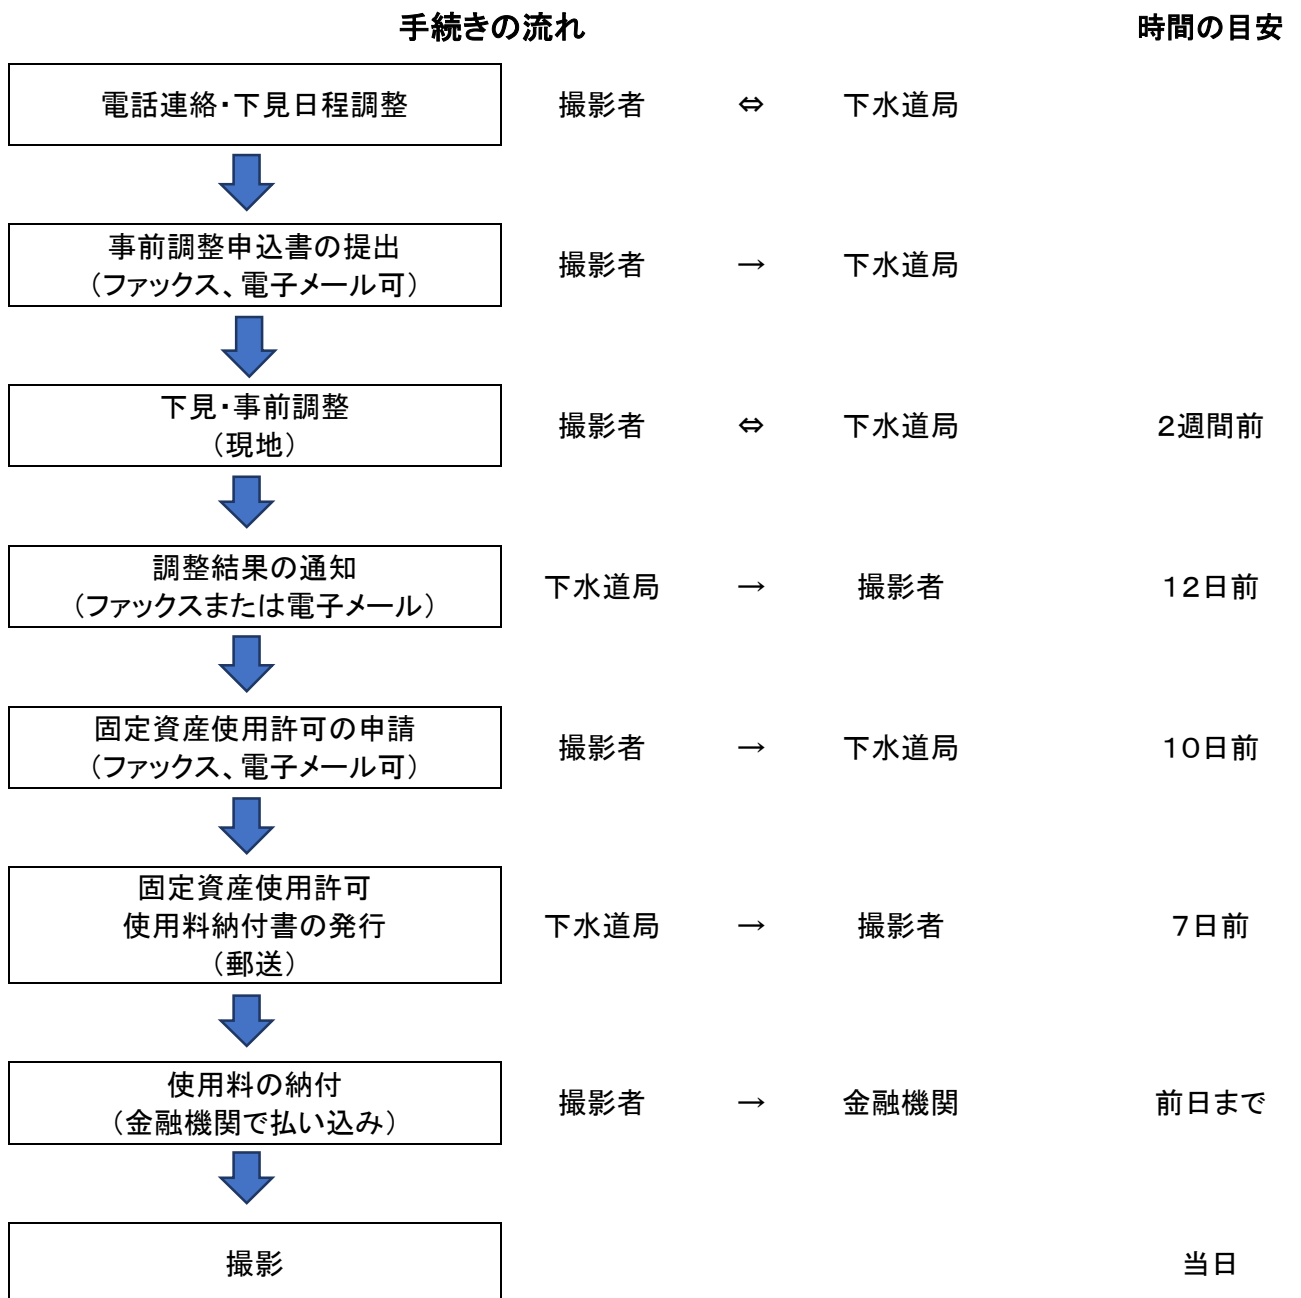 手続きの流れ 時間の目安
電話連絡・下見日程調整 撮影者 ⇔ 下水道局
事前調整申込書の提出
（ファックス、電子メール可） 撮影者 → 下水道局
下見・事前調整
（現地） 撮影者 ⇔ 下水道局 ２週間前
調整結果の通知
（ファックスまたは電子メール） 下水道局 → 撮影者 １２日前
固定資産使用許可の申請
（ファックス、電子メール可） 撮影者 → 下水道局 １０日前
固定資産使用許可
使用料納付書の発行 下水道局 → 撮影者 ７日前
（郵送）
使用料の納付
（金融機関で払い込み） 撮影者 → 金融機関 前日まで
撮影 当日